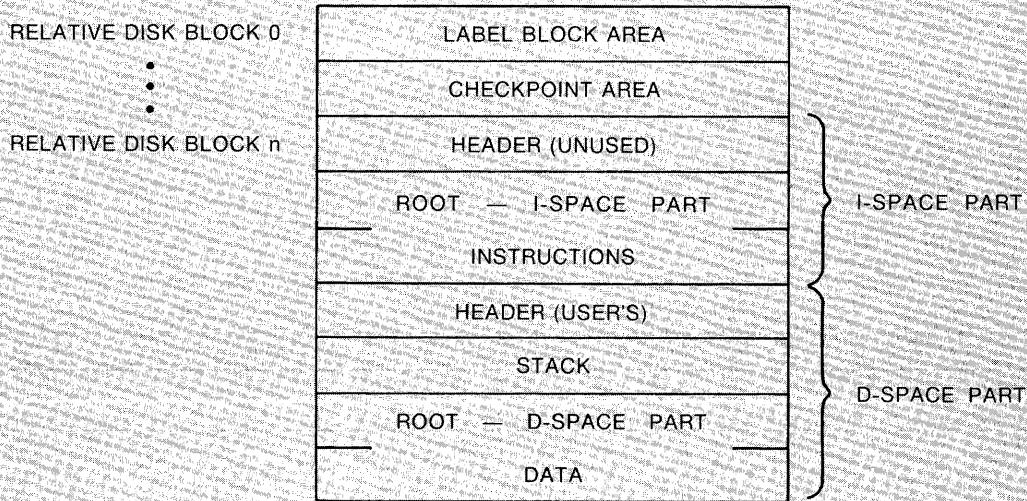 RELATIVE DISK BLOCK 0
LABEL BLOCK AREA
CHECKPOINT AREA
RELATIVE DISK BLOCK n
HEADER (UNUSED)
ROOT — I-SPACE PART
I-SPACE PART
INSTRUCTIONS
HEADER (USER'S)
STACK
D-SPACE PART
ROOT — D-SPACE PART
DATA